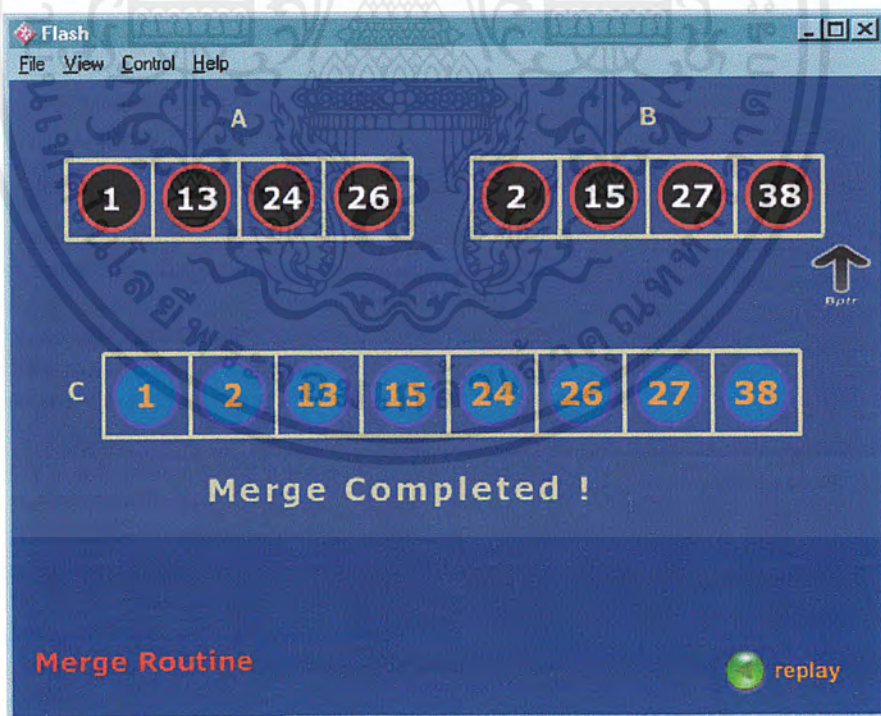 Flash
File View Control Help
A B
1 13 24 26 2 15 27 38
Bptr
C 1 2 13 15 24 26 27 38
Merge Completed !
Merge Routine
replay